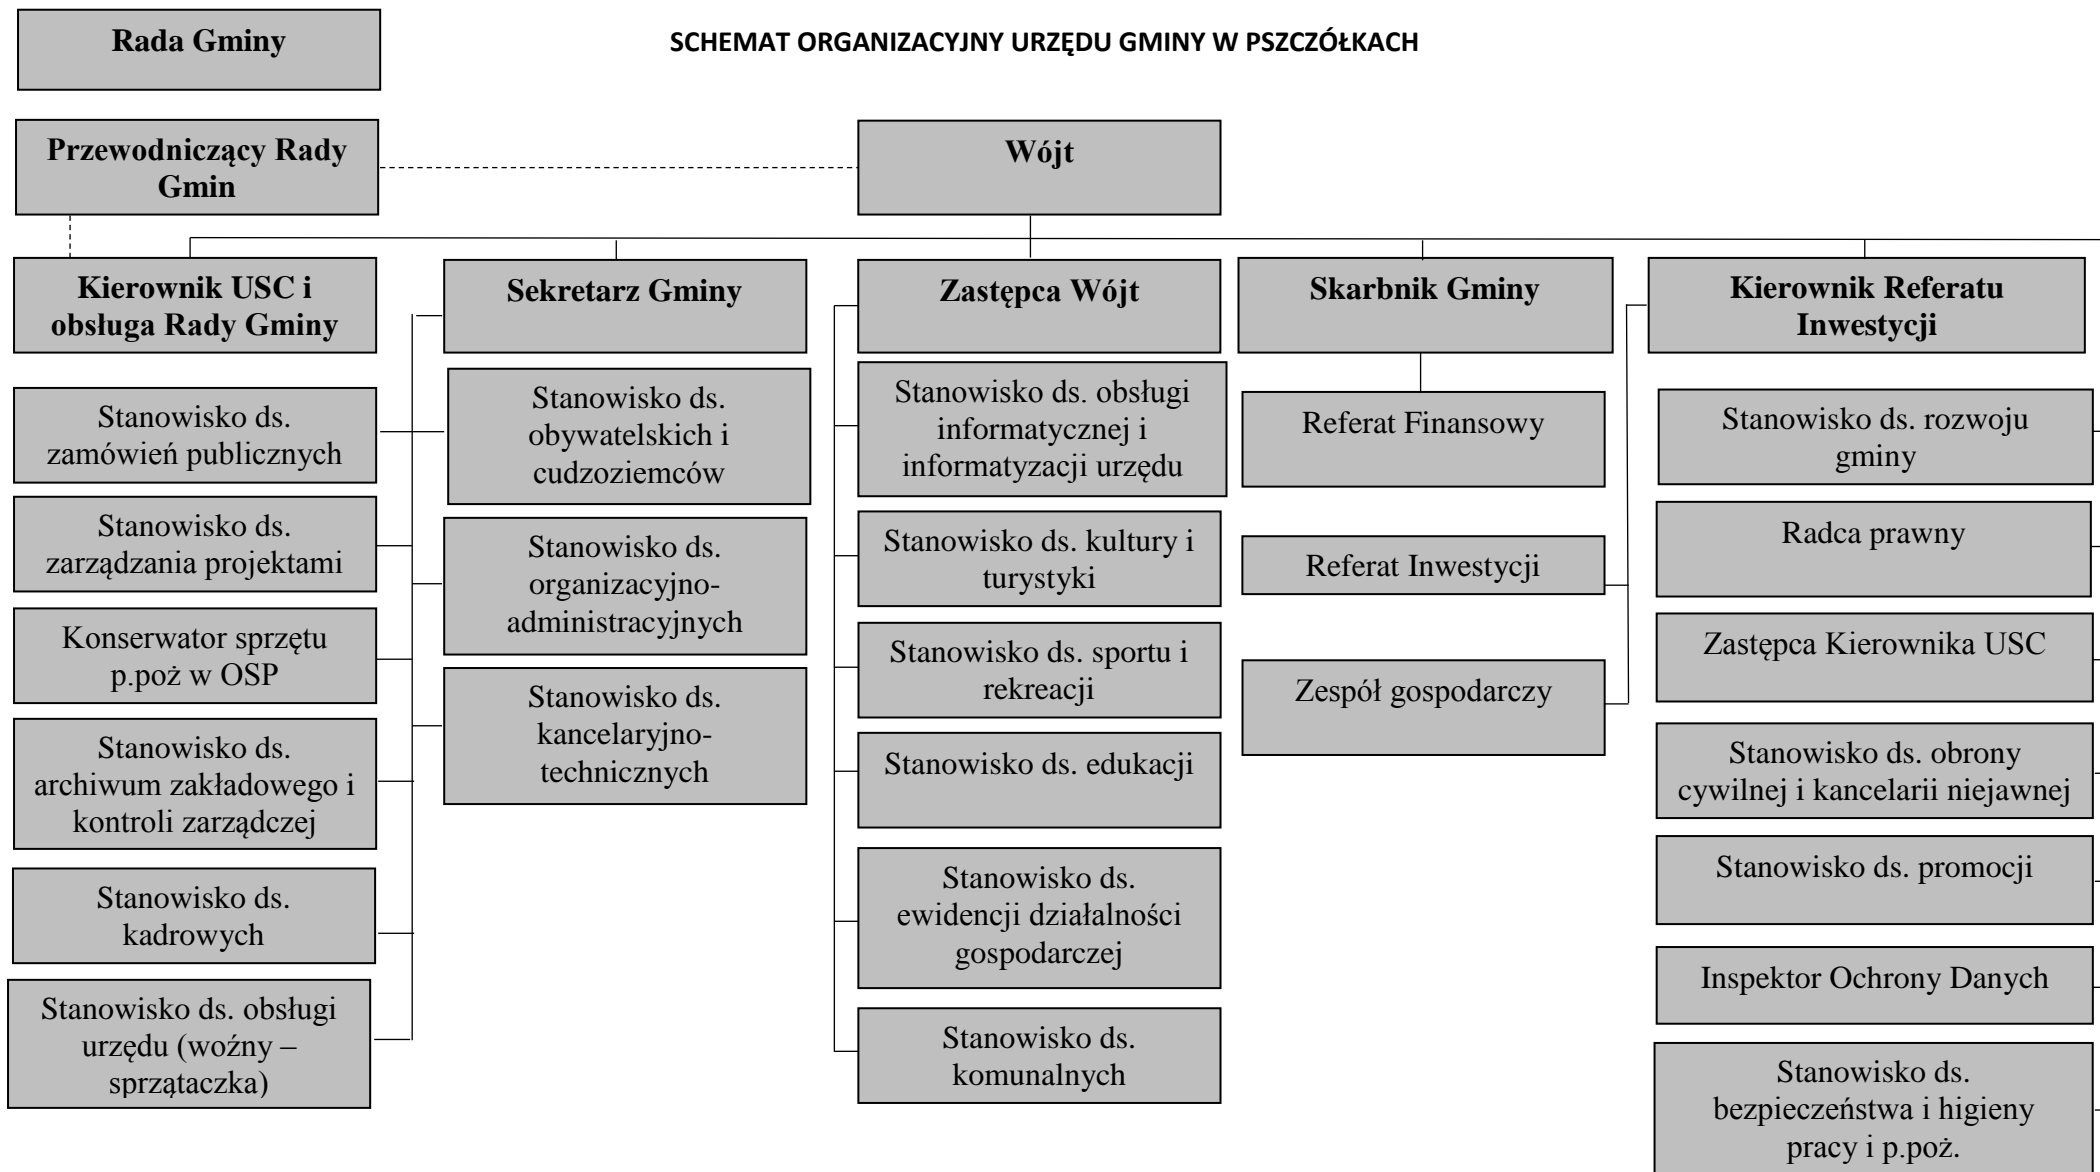 Rada Gminy
SCHEMAT ORGANIZACYJNY URZĘDU GMINY W PSZCZÓŁKACH
Przewodniczący Rady
Gmin
Wójt
Kierownik USC i
obsługa Rady Gminy
Sekretarz Gminy
Zastępca Wójt
Skarbnik Gminy
Kierownik Referatu
Inwestycji
Stanowisko ds.
zamówień publicznych
Stanowisko ds.
zarządzania projektami
Konserwator sprzętu
p.poż w OSP
Stanowisko ds.
archiwum zakładowego i
kontroli zarządczej
Stanowisko ds.
kadrowych
Stanowisko ds. obsługi
urzędu (woźny –
sprzątaczka)
Stanowisko ds.
obywatelskich i
cudzoziemców
Stanowisko ds.
organizacyjno-
administracyjnych
Stanowisko ds.
kancelaryjno-
technicznych
Stanowisko ds. obsługi
informatycznej i
informatyzacji urzędu
Stanowisko ds. kultury i
turystyki
Stanowisko ds. sportu i
rekreacji
Stanowisko ds. edukacji
Stanowisko ds.
ewidencji działalności
gospodarczej
Stanowisko ds.
komunalnych
Referat Finansowy
Referat Inwestycji
Zespół gospodarczy
Stanowisko ds. rozwoju
gminy
Radca prawny
Zastępca Kierownika USC
Stanowisko ds. obrony
cywilnej i kancelarii niejawnej
Stanowisko ds. promocji
Inspektor Ochrony Danych
Stanowisko ds.
bezpieczeństwa i higieny
pracy i p.poż.